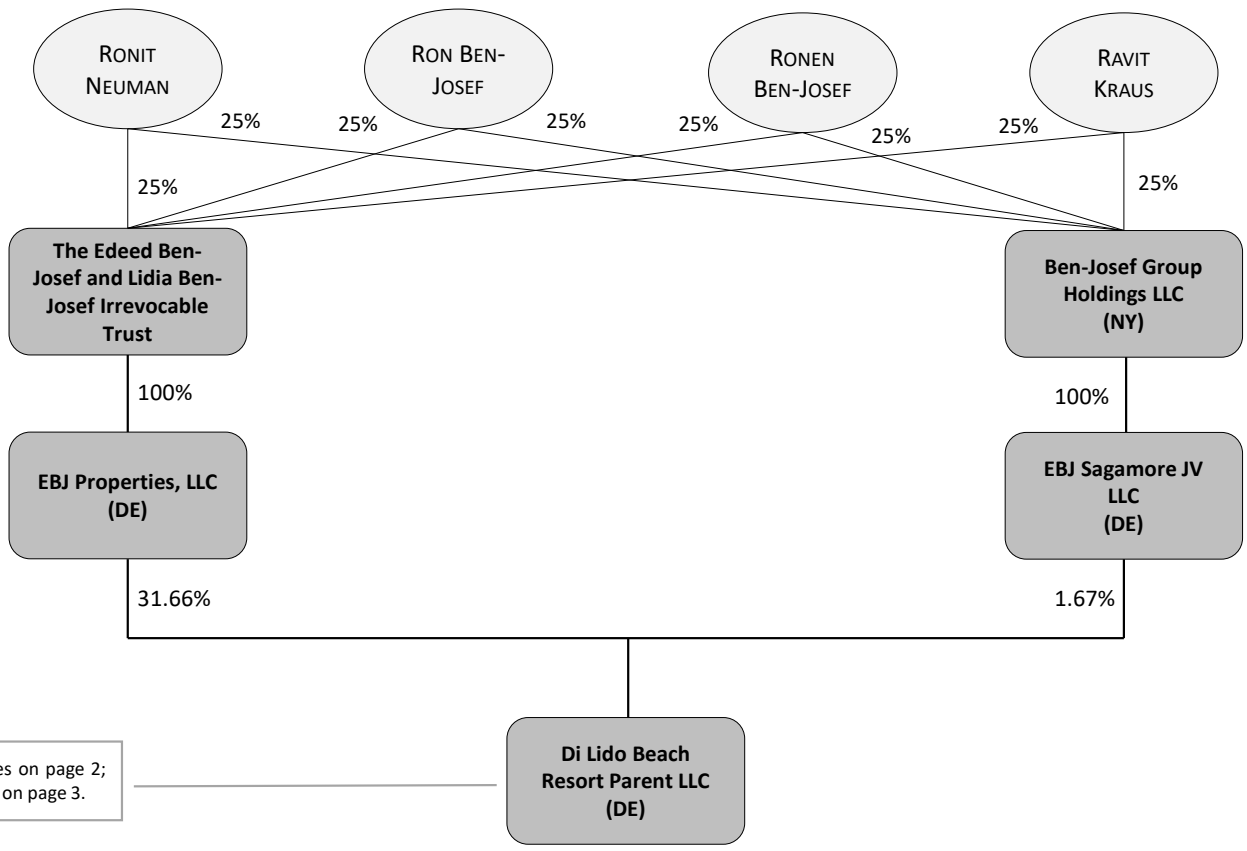 RONIT
NEUMAN
RON BEN-
JOSEF
RONEN
BEN-JOSEF
RAVIT
KRAUS
25%
25%
25%
25%
25%
25%
25%
25%
The Edeed Ben-
Josef and Lidia Ben-
Josef Irrevocable
Trust
Ben-Josef Group
Holdings LLC
(NY)
100%
100%
EBJ Properties, LLC
(DE)
EBJ Sagamore JV
LLC
(DE)
31.66%
1.67%
Di Lido Beach
Resort Parent LLC
(DE)
on page 2;
on page 3.